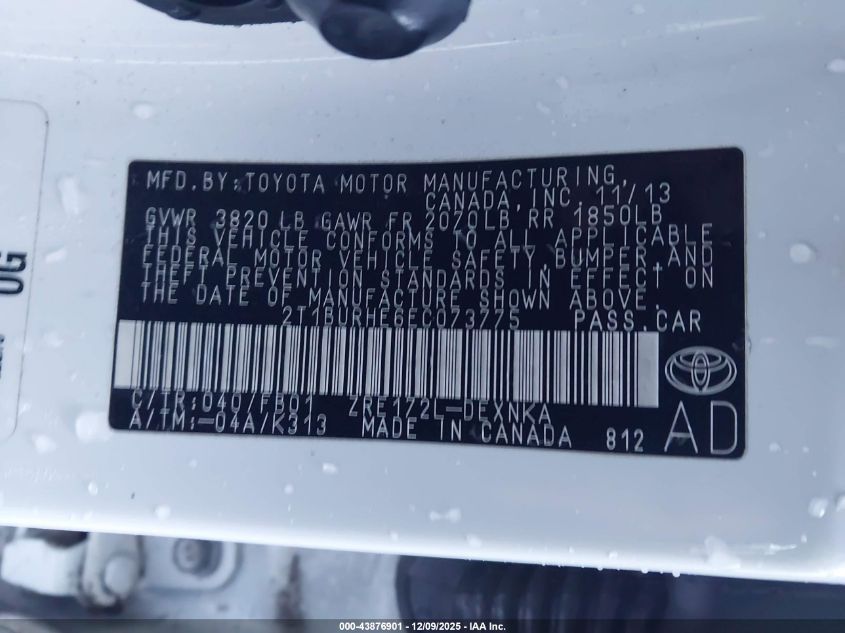 MFD.BY:TOYOTA MOTOR MANUFACTURING,
CANADA,INC. 11/13
GVWR 3820 LB GAWR FR 2070LB RR 1850LB
THIS VEHICLE CONFORMS TO ALL APPLICABLE
FEDERAL MOTOR VEHICLE SAFETY,BUMPER,AND
THEFT PREVENTION STANDARDS IN EFFECT ON
THE DATE OF MANUFACTURE SHOWN ABOVE.
2T1BURHE6EC073775 PASS.CAR
C/TR:040/FB01 ZRE172L-DEXNKA
A/TM:-04A/K313 MADE IN CANADA 812
AD
OG
000-43876901 - 12/09/2025 - IAA Inc.